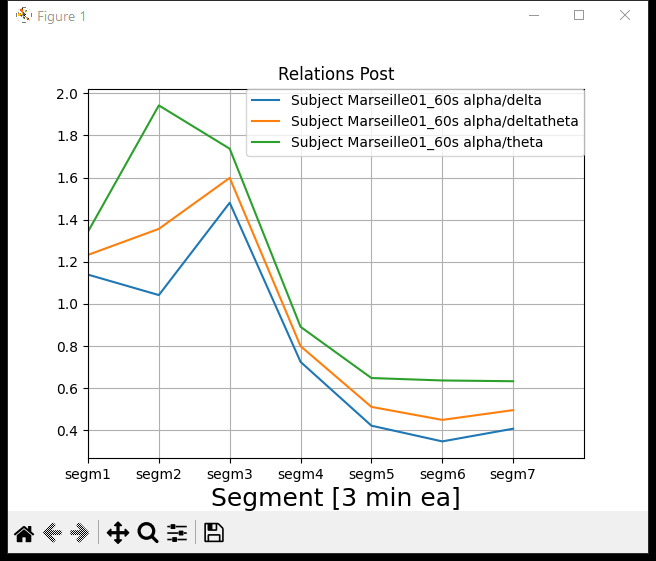 Figure 1
Relations Post
Subject Marseille01_60s alpha/delta
Subject Marseille01_60s alpha/deltatheta
Subject Marseille01_60s alpha/theta
2.0
1.8
1.6
1.4
1.2
1.0
0.8
0.6
0.4
segm1 segm2 segm3 segm4 segm5 segm6 segm7
Segment [3 min ea]